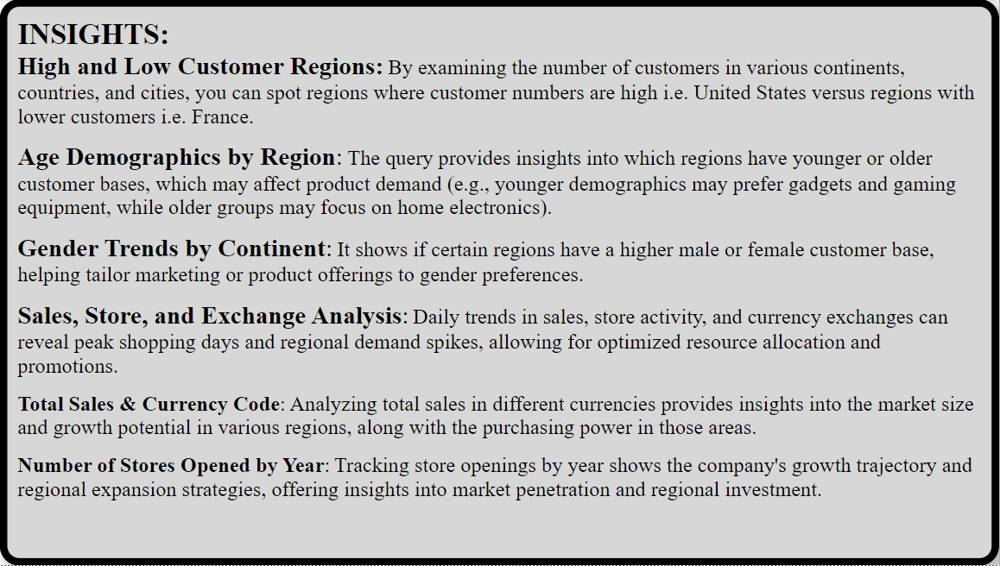 INSIGHTS:
High and Low Customer Regions: By examining the number of customers in various continents,
countries, and cities, you can spot regions where customer numbers are high i.e. United States versus regions with
lower customers i.e. France.
Age Demographics by Region: The query provides insights into which regions have younger or older
customer bases, which may affect product demand (e.g., younger demographics may prefer gadgets and gaming
equipment, while older groups may focus on home electronics).
Gender Trends by Continent: It shows if certain regions have a higher male or female customer base,
helping tailor marketing or product offerings to gender preferences.
Sales, Store, and Exchange Analysis: Daily trends in sales, store activity, and currency exchanges can
reveal peak shopping days and regional demand spikes, allowing for optimized resource allocation and
promotions.
Total Sales & Currency Code: Analyzing total sales in different currencies provides insights into the market size
and growth potential in various regions, along with the purchasing power in those areas.
Number of Stores Opened by Year: Tracking store openings by year shows the company's growth trajectory and
regional expansion strategies, offering insights into market penetration and regional investment.